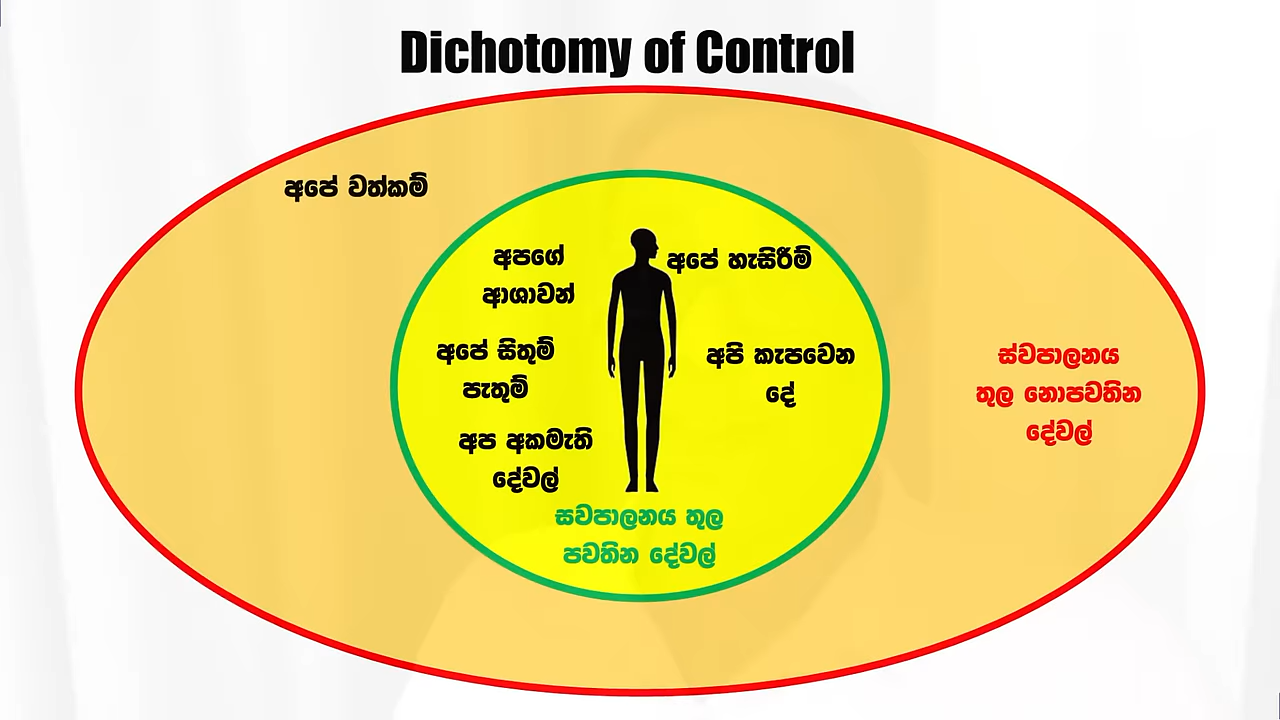 Dichotomy of Control
අපේ වත්කම්
අපගේ
ආශාවන්
අපේ හැසිරීම්
අපේ සිතුම්
පැතුම්
අපි කැපවෙන
දේ
අප අකමැති
දේවල්
සවපාලනය තුල
පවතින දේවල්
ස්වපාලනය
තුල නොපවතින
දේවල්